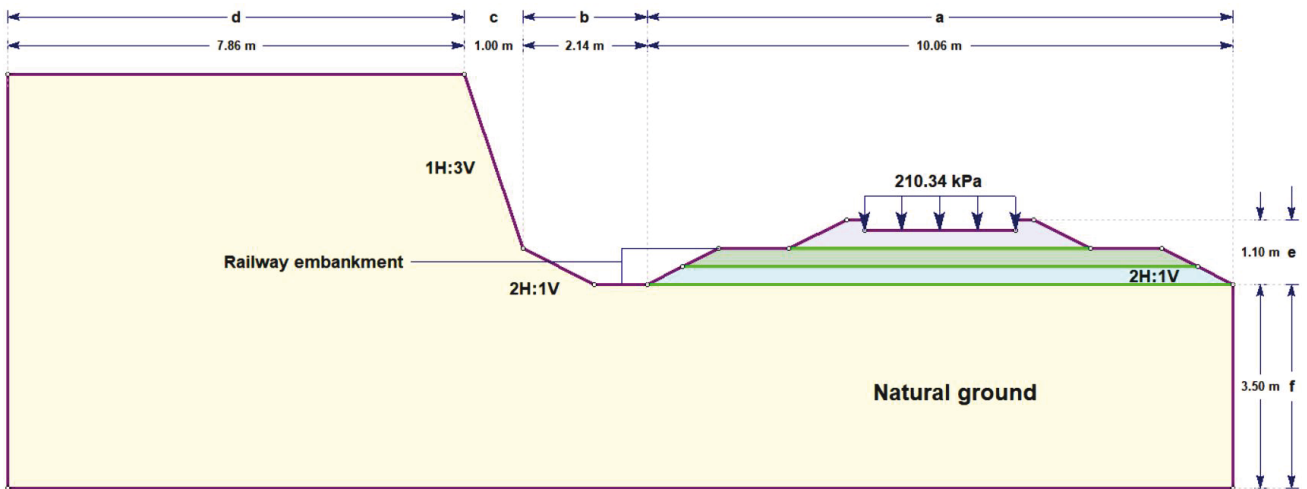 d c b a
7.86 m 1.00 m 2.14 m 10.06 m
1H:3V
210.34 kPa
Railway embankment
1.10 m e
2H:1V
2H:1V
3.50 m f
Natural ground